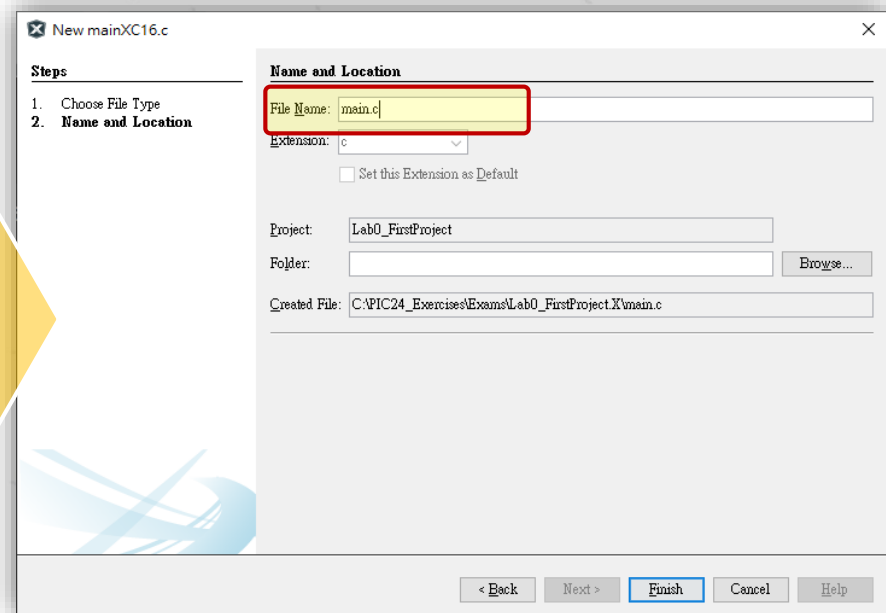 New mainXC16.c
Steps
1. Choose File Type
2. Name and Location
Name and Location
File Name: main.c
Extension: c
Set this Extension as Default
Project: Lab0_FirstProject
Folder: Browse...
Created File: C:\PIC24_Exercises\Exams\Lab0_FirstProject.X\main.c
< Back Next > Finish Cancel Help